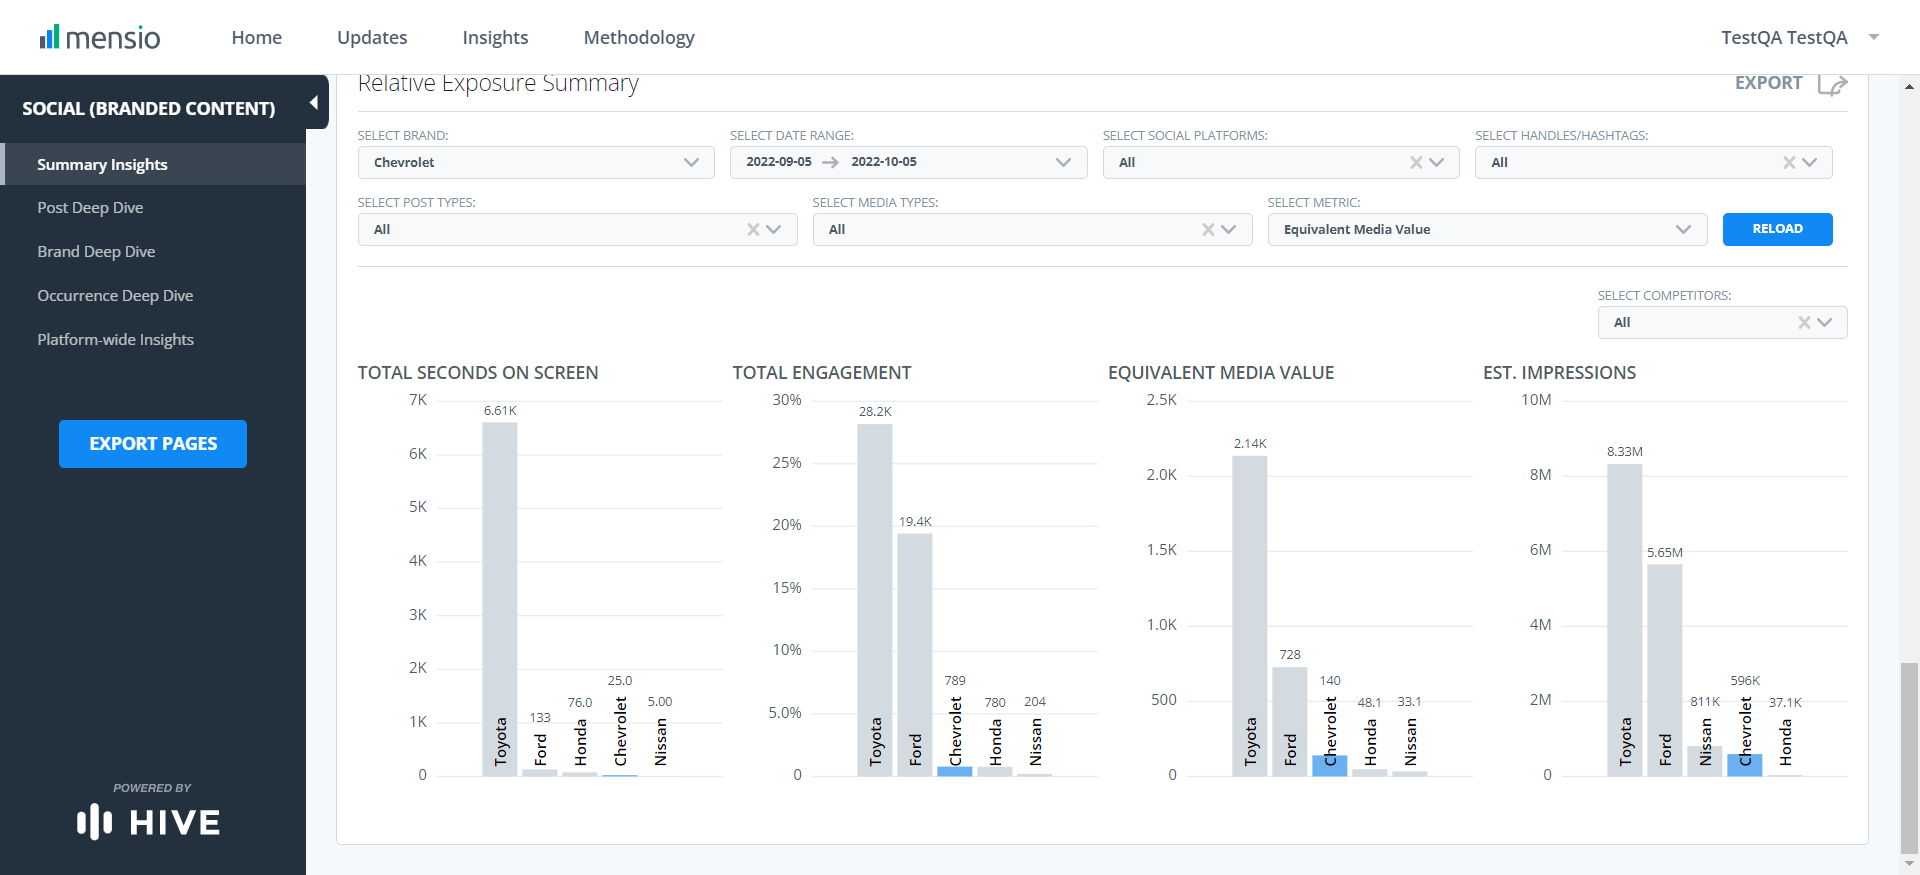 mensio
Home Updates Insights Methodology
TestQA TestQA
SOCIAL (BRANDED CONTENT)
Summary Insights
Post Deep Dive
Brand Deep Dive
Occurrence Deep Dive
Platform-wide Insights
EXPORT PAGES
POWERED BY
HIVE
Relative Exposure Summary
EXPORT
SELECT BRAND: SELECT DATE RANGE: SELECT SOCIAL PLATFORMS: SELECT HANDLES/HASHTAGS:
Chevrolet 2022-09-05 → 2022-10-05 All All
SELECT POST TYPES: SELECT MEDIA TYPES: SELECT METRIC:
All All Equivalent Media Value RELOAD
SELECT COMPETITORS:
All
TOTAL SECONDS ON SCREEN
7K
6K
5K
4K
3K
2K
1K
0
6.61K
133
76.0
25.0
5.00
Toyota
Ford
Honda
Chevrolet
Nissan
TOTAL ENGAGEMENT
30%
25%
20%
15%
10%
5.0%
0
28.2K
19.4K
789
780
204
Toyota
Ford
Chevrolet
Honda
Nissan
EQUIVALENT MEDIA VALUE
2.5K
2.0K
1.5K
1.0K
500
0
2.14K
728
140
48.1
33.1
Toyota
Ford
Chevrolet
Honda
Nissan
EST. IMPRESSIONS
10M
8M
6M
4M
2M
0
8.33M
5.65M
811K
596K
37.1K
Toyota
Ford
Nissan
Chevrolet
Honda